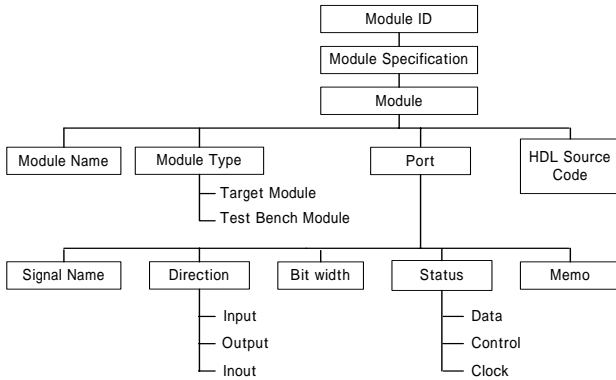 Module ID
Module Specification
Module
Module Name
Module Type
Port
HDL Source
Code
Target Module
Test Bench Module
Signal Name
Direction
Bit width
Status
Memo
Input
Output
Inout
Data
Control
Clock